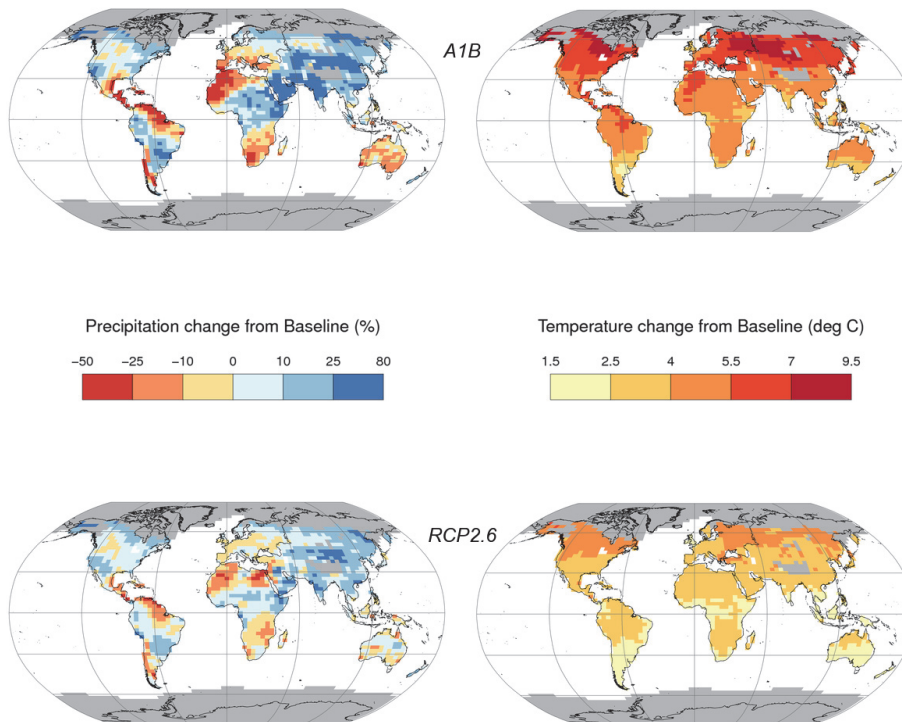 A1B
Precipitation change from Baseline (%)
−50 −25 −10 0 10 25 80
Temperature change from Baseline (deg C)
1.5 2.5 4 5.5 7 9.5
RCP2.6